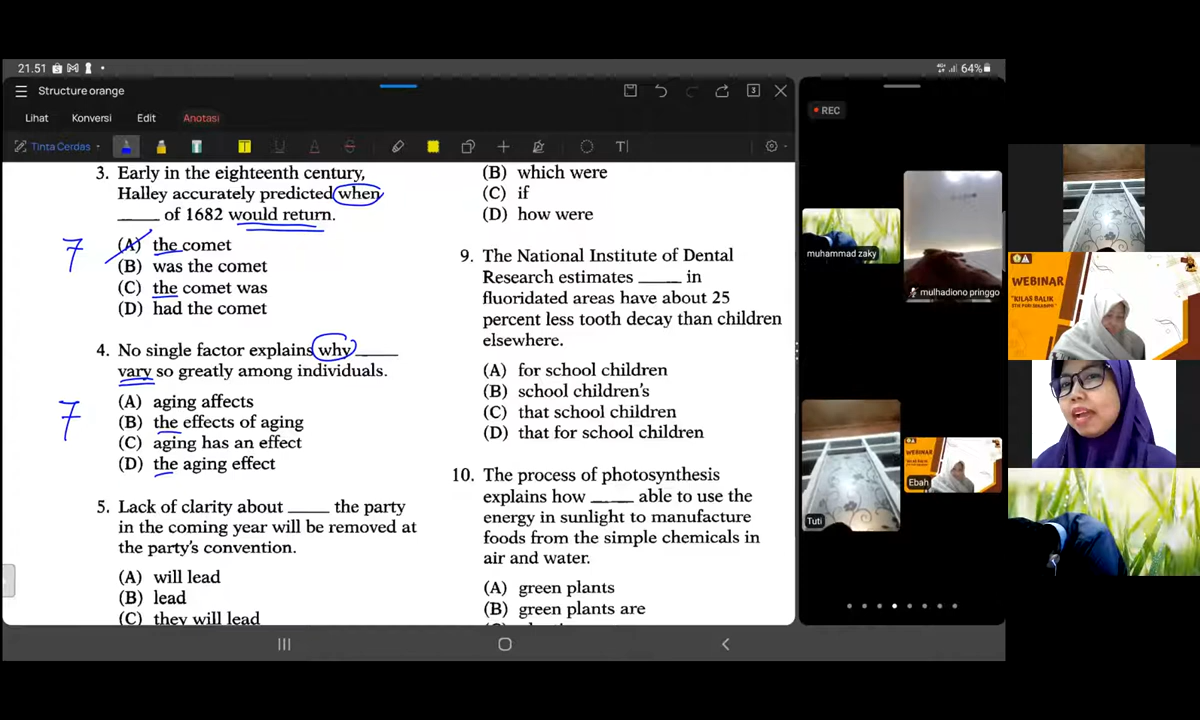 21.51
64%
Structure orange
3
Lihat Konversi Edit Anotasi
Tinta Cerdas
3. Early in the eighteenth century,
Halley accurately predicted when
____ of 1682 would return.
7
(A) the comet
(B) was the comet
(C) the comet was
(D) had the comet
4. No single factor explains why ____
vary so greatly among individuals.
7
(A) aging affects
(B) the effects of aging
(C) aging has an effect
(D) the aging effect
5. Lack of clarity about ____ the party
in the coming year will be removed at
the party's convention.
(A) will lead
(B) lead
(C) they will lead
(B) which were
(C) if
(D) how were
9. The National Institute of Dental
Research estimates ____ in
fluoridated areas have about 25
percent less tooth decay than children
elsewhere.
(A) for school children
(B) school children's
(C) that school children
(D) that for school children
10. The process of photosynthesis
explains how ____ able to use the
energy in sunlight to manufacture
foods from the simple chemicals in
air and water.
(A) green plants
(B) green plants are
REC
muhammad zaky
mulhadiono pringgo
Tuti
Ebah
WEBINAR
"KILAS BALIK